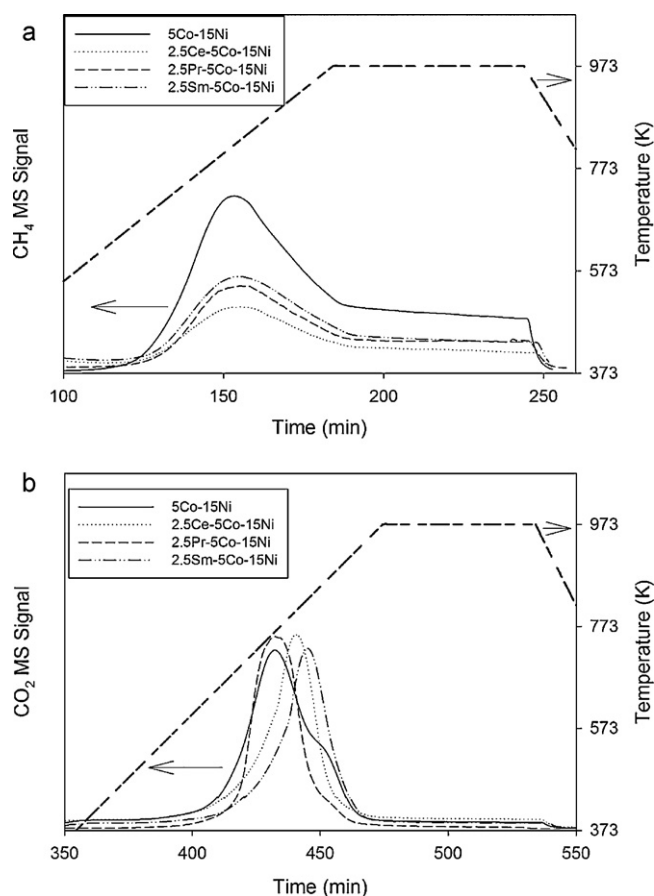 a
5Co-15Ni
2.5Ce-5Co-15Ni
2.5Pr-5Co-15Ni
2.5Sm-5Co-15Ni
CH4 MS Signal
973
773
573
373
Temperature (K)
100 150 200 250
Time (min)
b
5Co-15Ni
2.5Ce-5Co-15Ni
2.5Pr-5Co-15Ni
2.5Sm-5Co-15Ni
CO2 MS Signal
973
773
573
373
Temperature (K)
350 400 450 500 550
Time (min)